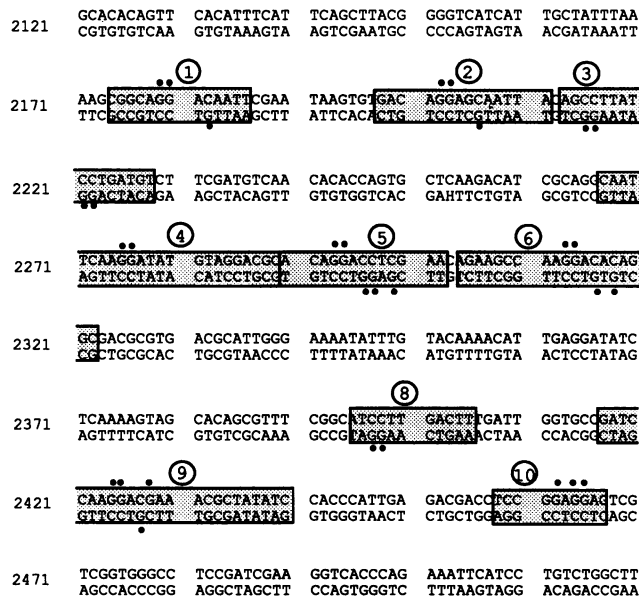 GCACACAGTT CACATTTCAT TCAGCTTACG GGGTCATCAT TGCTATTTAA
2121
CGTGTGTCAA GTGTAAAGTA AGTCGAATGC CCCAGTAGTA ACGATAAATT
1 2 3
AAGCGGCAGG ACAATTCGAA TAAGTGTGAC AGGAGCAATT ACAGCCTTAT
2171
TTCGCCGTCC TGTTAAGCTT ATTCACACTG TCCTCGTTAA TGTCGGAATA
CCTGATGTCT TCGATGTCAA CACACCAGTG CTCAAGACAT CGCAGGCAAT
2221
GGACTACAGA AGCTACAGTT GTGTGGTCAC GAHTTCTGTA GCGTCCGTTA
4 5 6
TCAAGGATAT GTAGGACGCA CAGGACCTCG AACAGAAGCC AAGGACACAG
2271
AGTTCCTATA CATCCTGCGT GTCCTGGAGC TTGTCTTCGG TTCCTGTGTC
GCGACGCGTG ACGCATTGGG AAAATATTTG TACAAAACAT TGAGGATATC
2321
CGCTGCGCAC TGCGTAACCC TTTTATAAAC ATGTTTTGTA ACTCCTATAG
8
TCAAAAGTAG CACAGCGTTT CGGCATCCTT GACTTTGATT GGTGCCGATC
2371
AGTTTTCATC GTGTCGCAAA GCCGTAGGAA CTGAAACTAA CCACGGCTAG
9 10
CAAGGACGAA ACGCTATATC CACCCATTGA GACGACCTCC GGAGGAGTCG
2421
GTTCCTGCTT TGCGATATAG GTGGGTAACT CTGCTGGAGG CCTCCTCAGC
TCGGTGGGCC TCCGATCGAA GGTCACCCAG AAATTCATCC TGTCTGGCTT
2471
AGCCACCCGG AGGCTAGCTT CCAGTGGGTC TTTAAGTAGG ACAGACCGAA